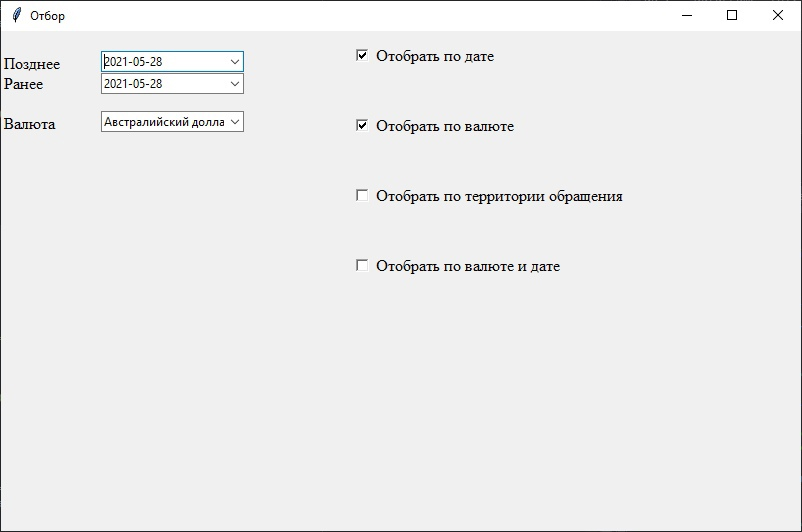 Отбор
Позднее 2021-05-28
Ранее 2021-05-28
Валюта Австралийский долла
Отобрать по дате
Отобрать по валюте
Отобрать по территории обращения
Отобрать по валюте и дате